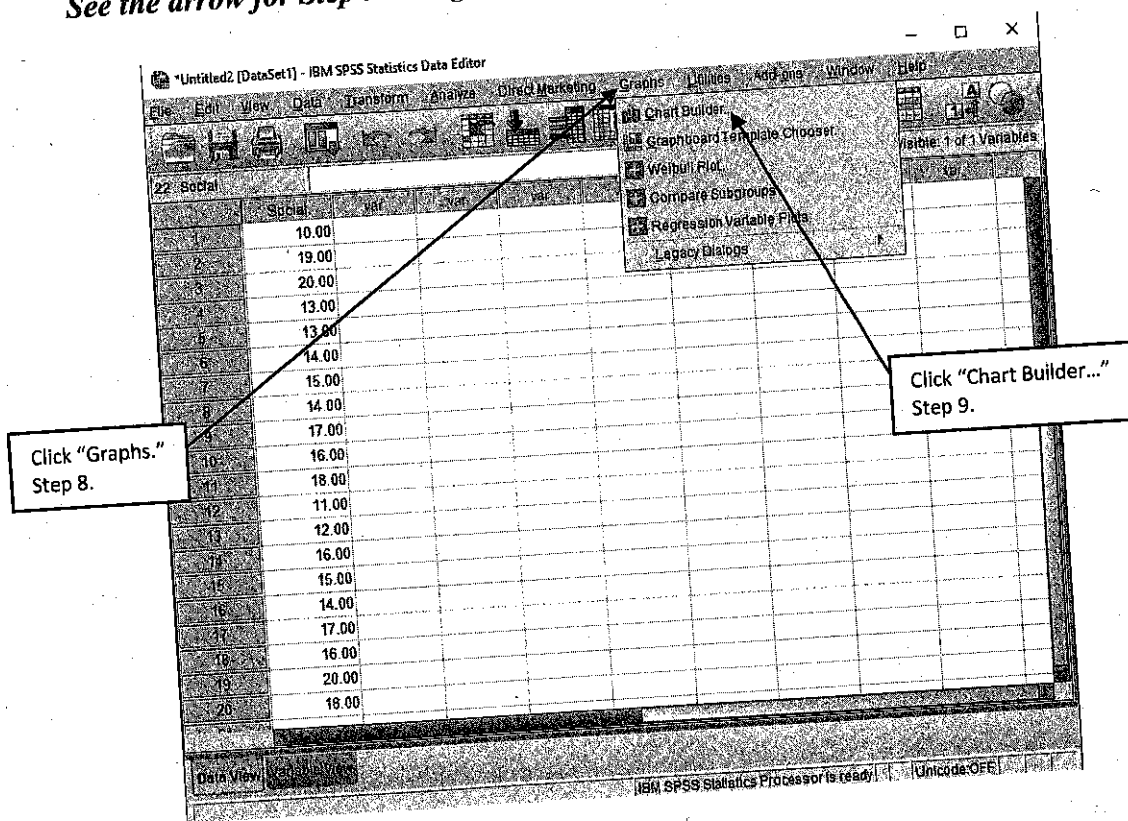 See the arrow for Step
*Untitled2 [DataSet1] - IBM SPSS Statistics Data Editor
File Edit View Data Transform Analyze Direct Marketing Graphs Utilities Add-ons Window Help
Chart Builder...
Graphboard Template Chooser...
Weibull Plot...
Compare Subgroups
Regression Variable Plots
Legacy Dialogs
Visible: 1 of 1 Variables
22 : Social
Social var var var var
1 10.00
2 19.00
3 20.00
4 13.00
5 13.00
6 14.00
7 15.00
8 14.00
9 17.00
10 16.00
11 18.00
12 11.00
13 12.00
14 16.00
15 15.00
16 14.00
17 17.00
18 16.00
19 20.00
20 18.00
Click "Graphs."
Step 8.
Click "Chart Builder..."
Step 9.
Data View Variable View
IBM SPSS Statistics Processor is ready Unicode:OFF